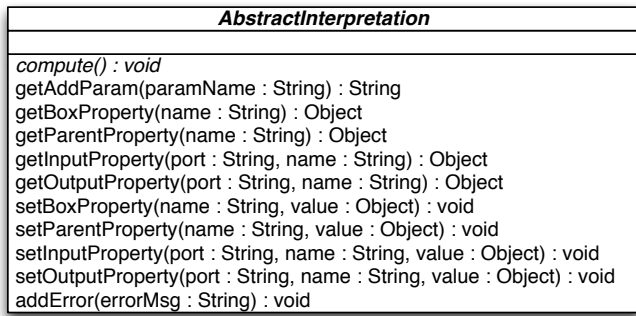 AbstractInterpretation
compute() : void
getAddParam(paramName : String) : String
getBoxProperty(name : String) : Object
getParentProperty(name : String) : Object
getInputProperty(port : String, name : String) : Object
getOutputProperty(port : String, name : String) : Object
setBoxProperty(name : String, value : Object) : void
setParentProperty(name : String, value : Object) : void
setInputProperty(port : String, name : String, value : Object) : void
setOutputProperty(port : String, name : String, value : Object) : void
addError(errorMsg : String) : void